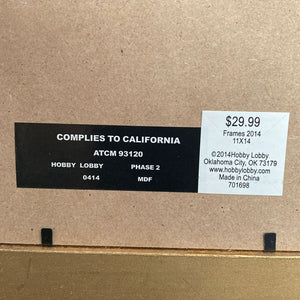 COMPLIES TO CALIFORNIA
ATCM 93120
HOBBY LOBBY PHASE 2
0414 MDF
$29.99
Frames 2014
11X14
©2014Hobby Lobby
Oklahoma City, OK 73179
www.hobbylobby.com
Made in China
701698